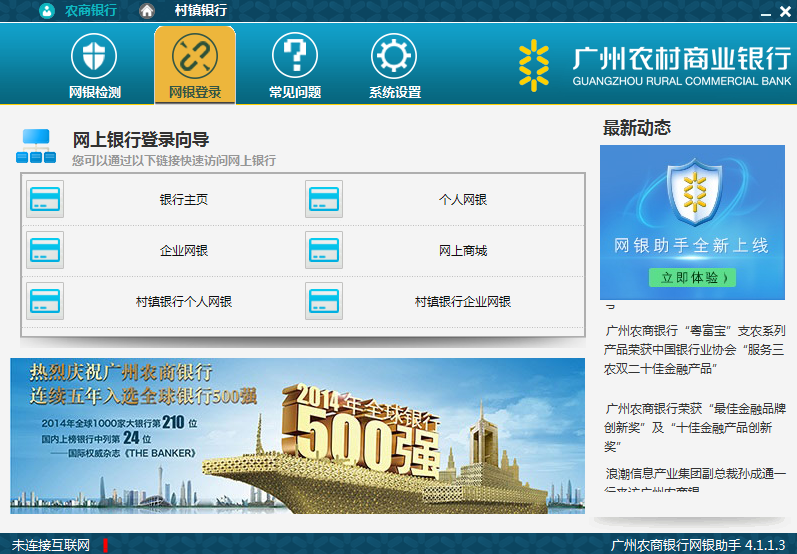 农商银行
村镇银行
网银检测
网银登录
常见问题
系统设置
广州农村商业银行
GUANGZHOU RURAL COMMERCIAL BANK
网上银行登录向导
您可以通过以下链接快速访问网上银行
银行主页
个人网银
企业网银
网上商城
村镇银行个人网银
村镇银行企业网银
热烈庆祝广州农商银行
连续五年入选全球银行500强
2014年全球1000家大银行第210 位
国内上榜银行中列第 24 位
——国际权威杂志《THE BANKER》
2014年全球银行
500强
最新动态
网银助手全新上线
立即体验
广州农商银行“粤富宝”支农系列
产品荣获中国银行业协会“服务三
农双二十佳金融产品”
广州农商银行荣获“最佳金融品牌
创新奖”及“十佳金融产品创新
奖”
浪潮信息产业集团副总裁孙成通一
行来访广州农商银
未连接互联网
广州农商银行网银助手 4.1.1.3